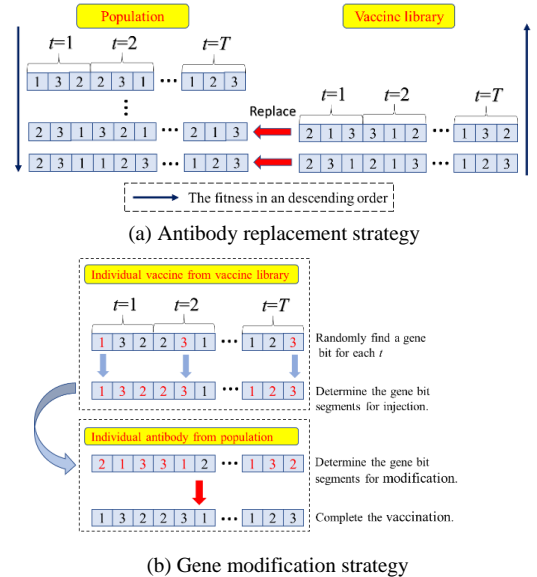 Population Vaccine library
t=1 t=2 t=T
1 3 2 2 3 1 ••• 1 2 3
t=1 t=2 t=T
Replace
2 3 1 3 2 1 ••• 2 1 3 2 1 3 3 1 2 ••• 1 3 2
2 3 1 1 2 3 ••• 1 2 3 2 3 1 2 1 3 ••• 1 2 3
The fitness in an descending order
(a) Antibody replacement strategy
Individual vaccine from vaccine library
t=1 t=2 t=T
1 3 2 2 3 1 ••• 1 2 3
Randomly find a gene
bit for each t
1 3 2 2 3 1 ••• 1 2 3
Determine the gene bit
segments for injection.
Individual antibody from population
2 1 3 3 1 2 ••• 1 3 2
Determine the gene bit
segments for modification.
1 3 2 2 3 1 ••• 1 2 3
Complete the vaccination.
(b) Gene modification strategy